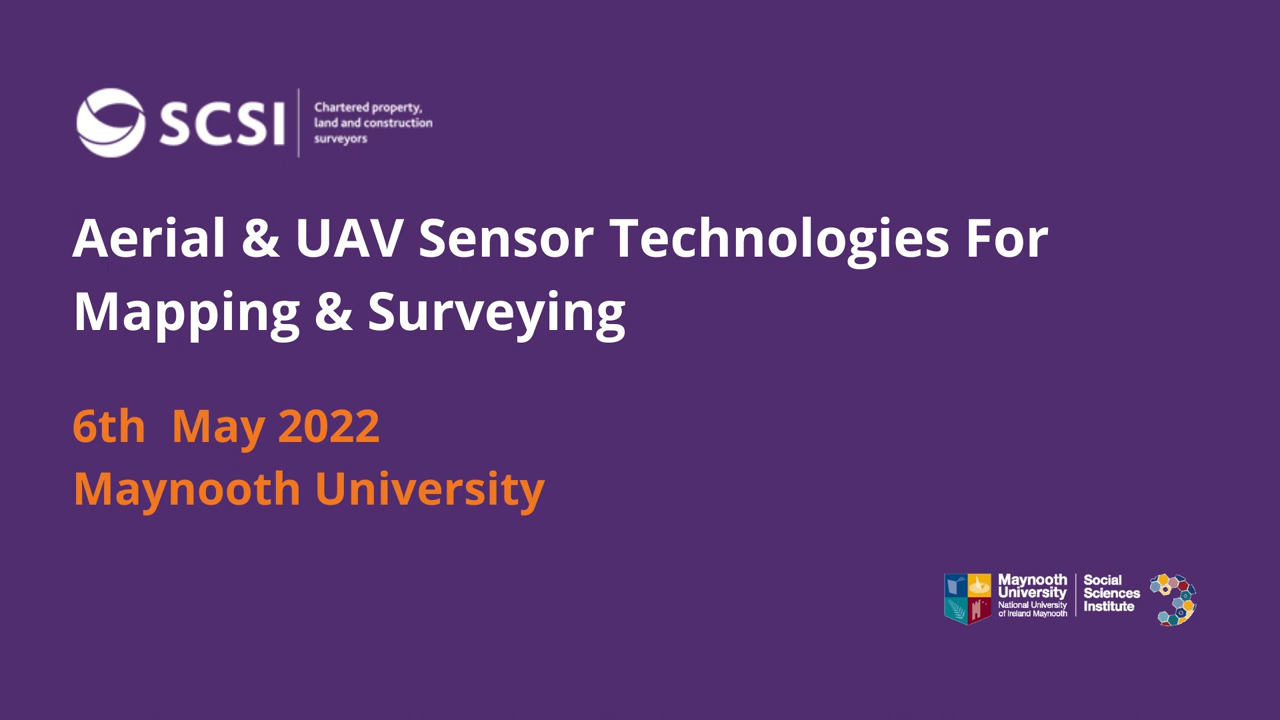 SCSI
Chartered property,
land and construction
surveyors
Aerial & UAV Sensor Technologies For
Mapping & Surveying
6th  May 2022
Maynooth University
Maynooth
University
National University
of Ireland Maynooth
Social
Sciences
Institute